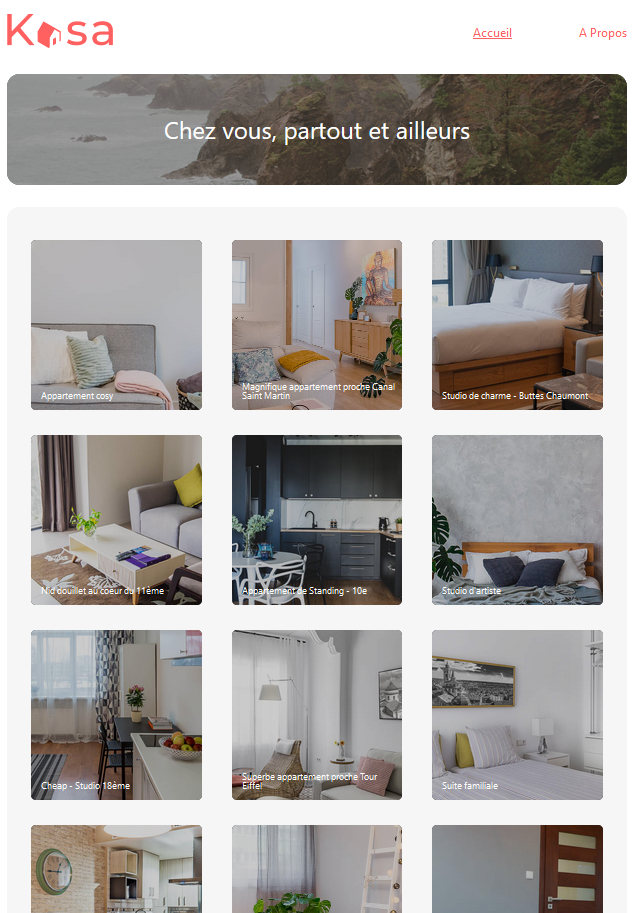 Kasa
Accueil
A Propos
Chez vous, partout et ailleurs
Appartement cosy
Magnifique appartement proche Canal
Saint Martin
Studio de charme - Buttes Chaumont
Nid douillet au coeur du 11ème
Appartement de Standing - 10e
Studio d'artiste
Cheap - Studio 18ème
Superbe appartement proche Tour
Eiffel
Suite familiale